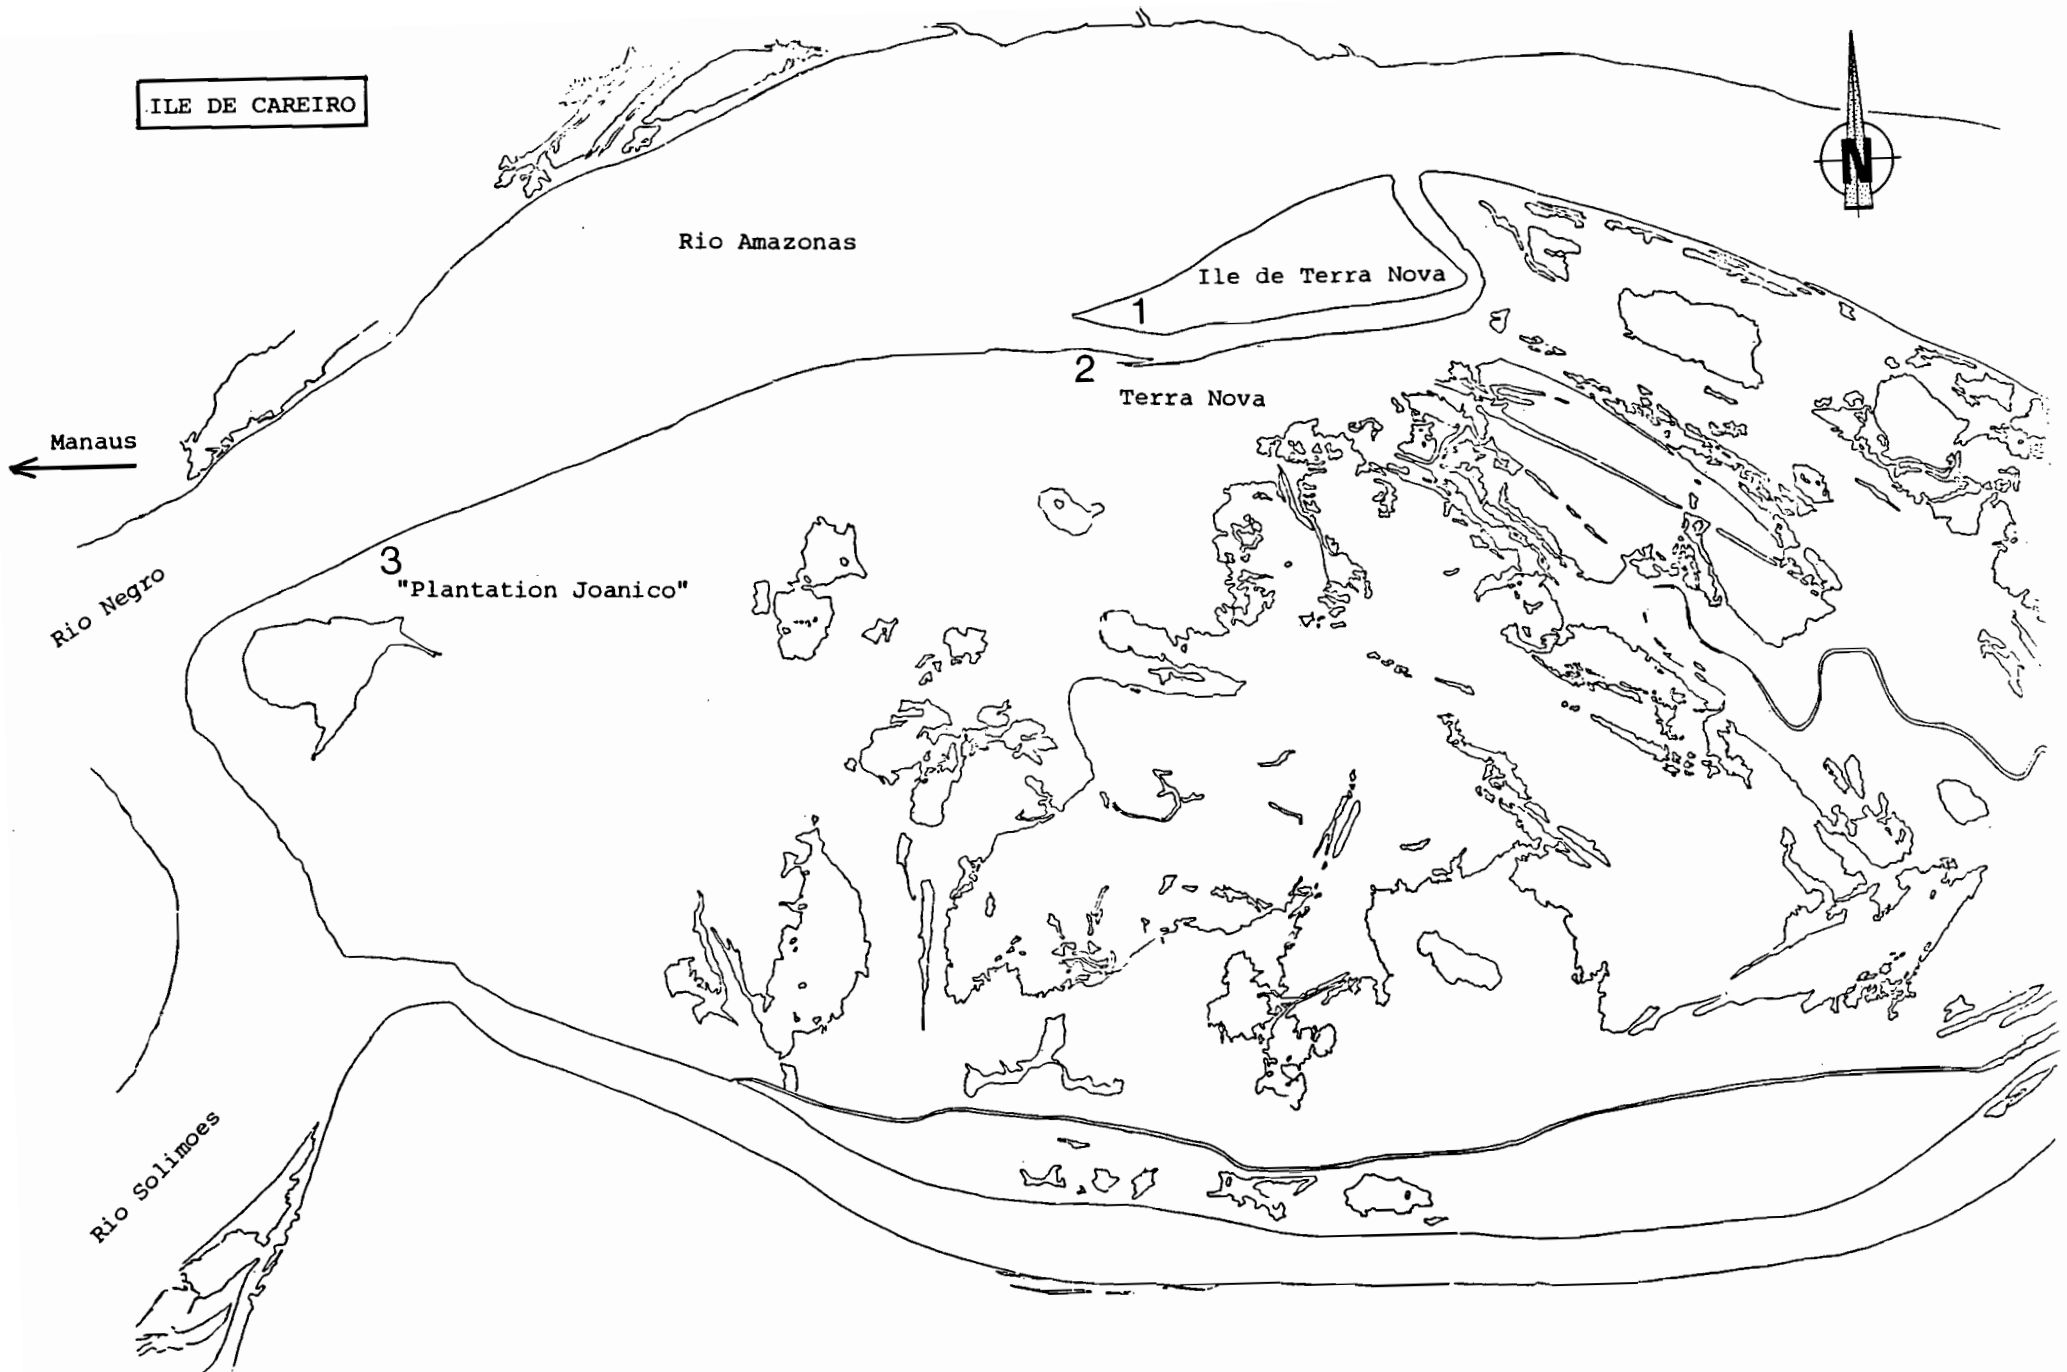 ILE DE CAREIRO
N
Rio Amazonas
Ile de Terra Nova
1
2
Terra Nova
Manaus
3
"Plantation Joanico"
Rio Negro
Rio Solimoes